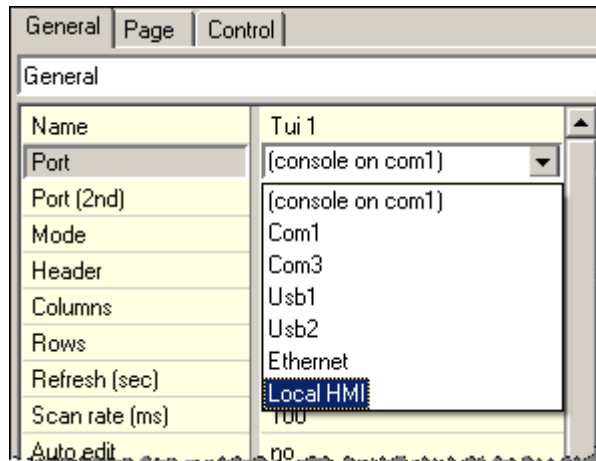 General Page Control
General
Name Tui 1
Port (console on com1)
Port (2nd) (console on com1)
Mode Com1
Header Com3
Columns Usb1
Rows Usb2
Refresh (sec) Ethernet
Local HMI
Scan rate (ms) 100
Auto edit no